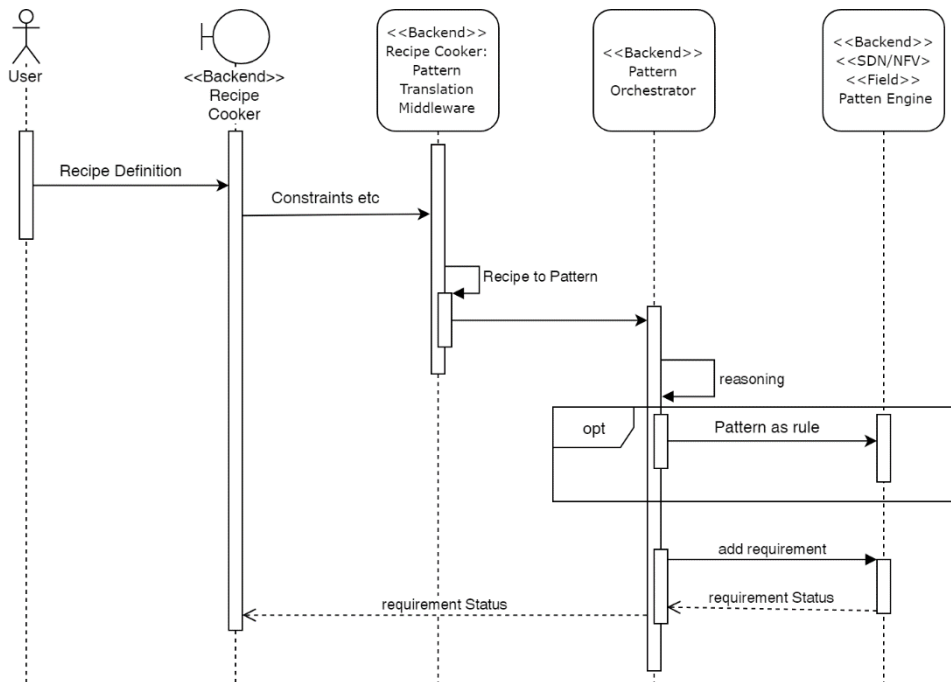 User
<<Backend>>
Recipe
Cooker
<<Backend>>
Recipe Cooker:
Pattern
Translation
Middleware
<<Backend>>
Pattern
Orchestrator
<<Backend>>
<<SDN/NFV>
<<Field>>
Patten Engine
Recipe Definition
Constraints etc
Recipe to Pattern
reasoning
opt
Pattern as rule
add requirement
requirement Status
requirement Status